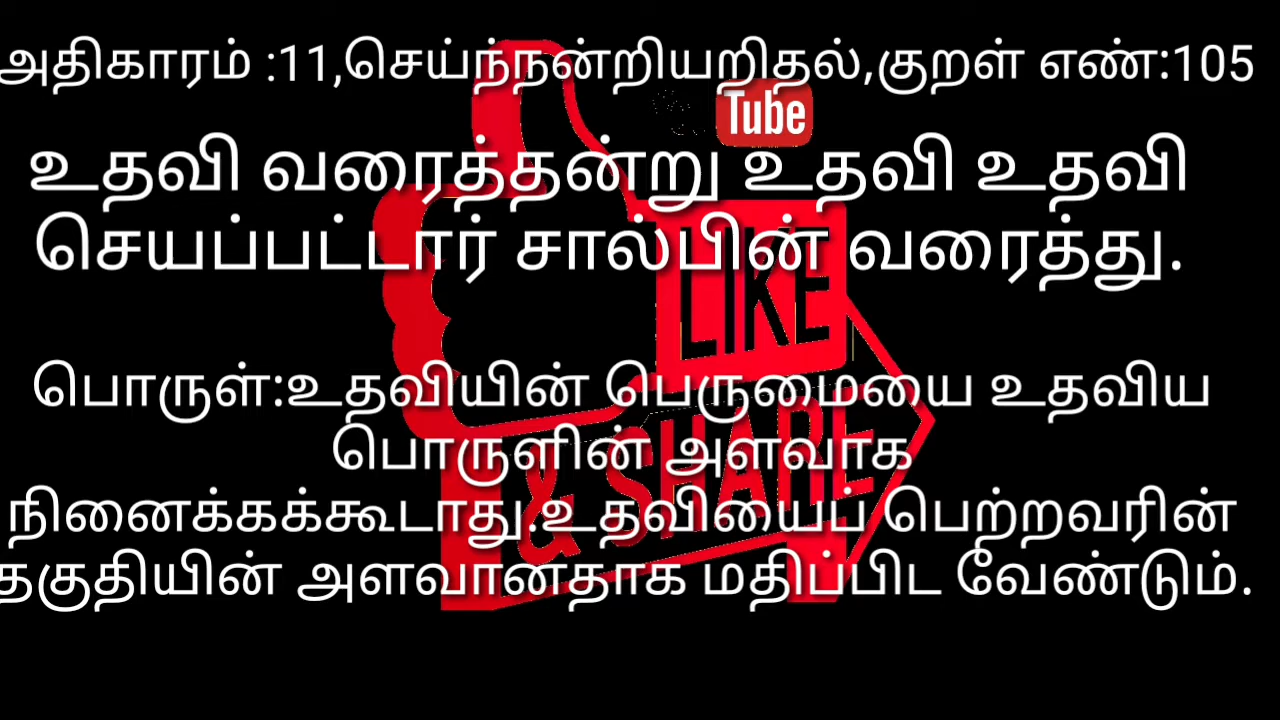 அதிகாரம் :11,செய்ந்நன்றியறிதல்,குறள் எண்:105
Tube
உதவி வரைத்தன்று உதவி உதவி
செயப்பட்டார் சால்பின் வரைத்து.
LIKE
பொருள்:உதவியின் பெருமையை உதவிய
பொருளின் அளவாக
& SHARE
நினைக்கக்கூடாது.உதவியைப் பெற்றவரின்
தகுதியின் அளவானதாக மதிப்பிட வேண்டும்.